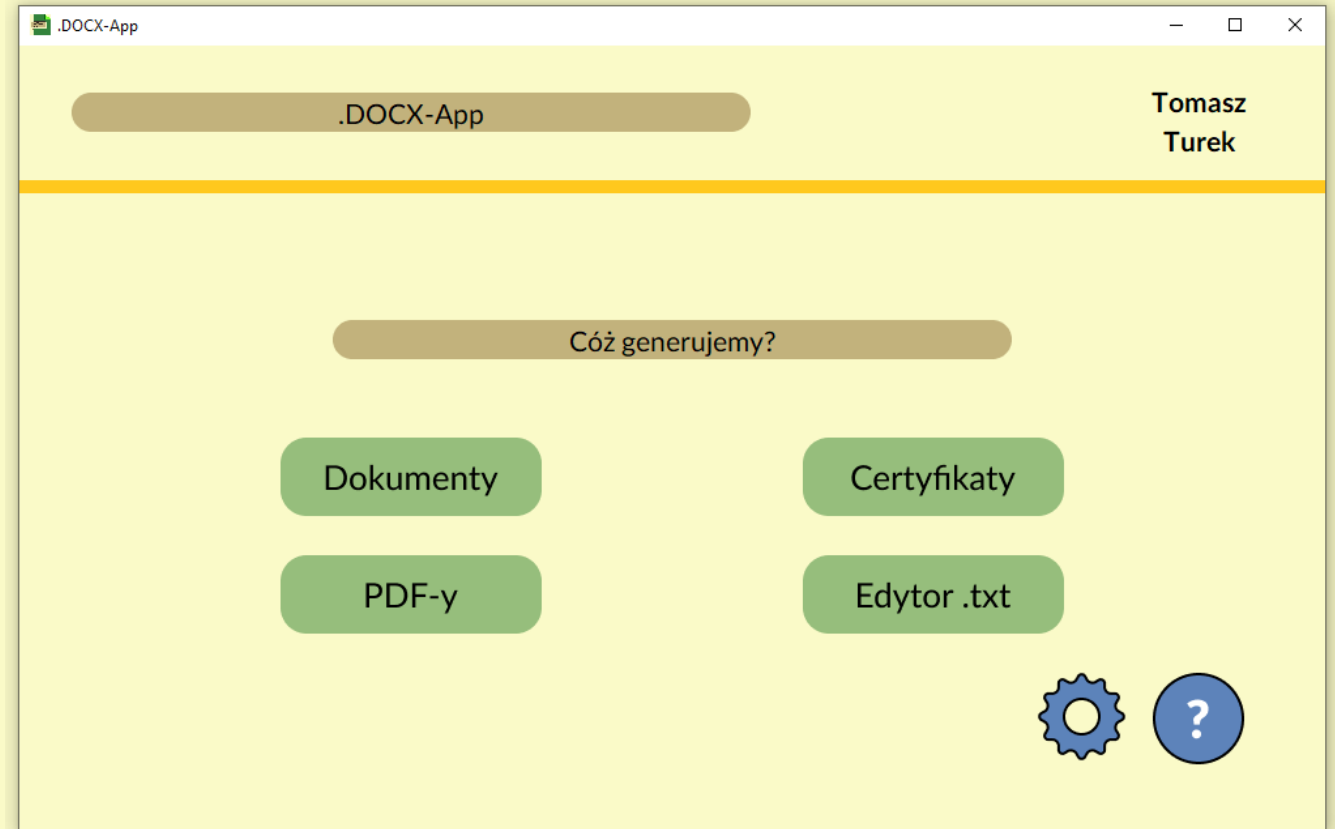 .DOCX-App
.DOCX-App
Tomasz
Turek
Cóż generujemy?
Dokumenty
Certyfikaty
PDF-y
Edytor .txt
?